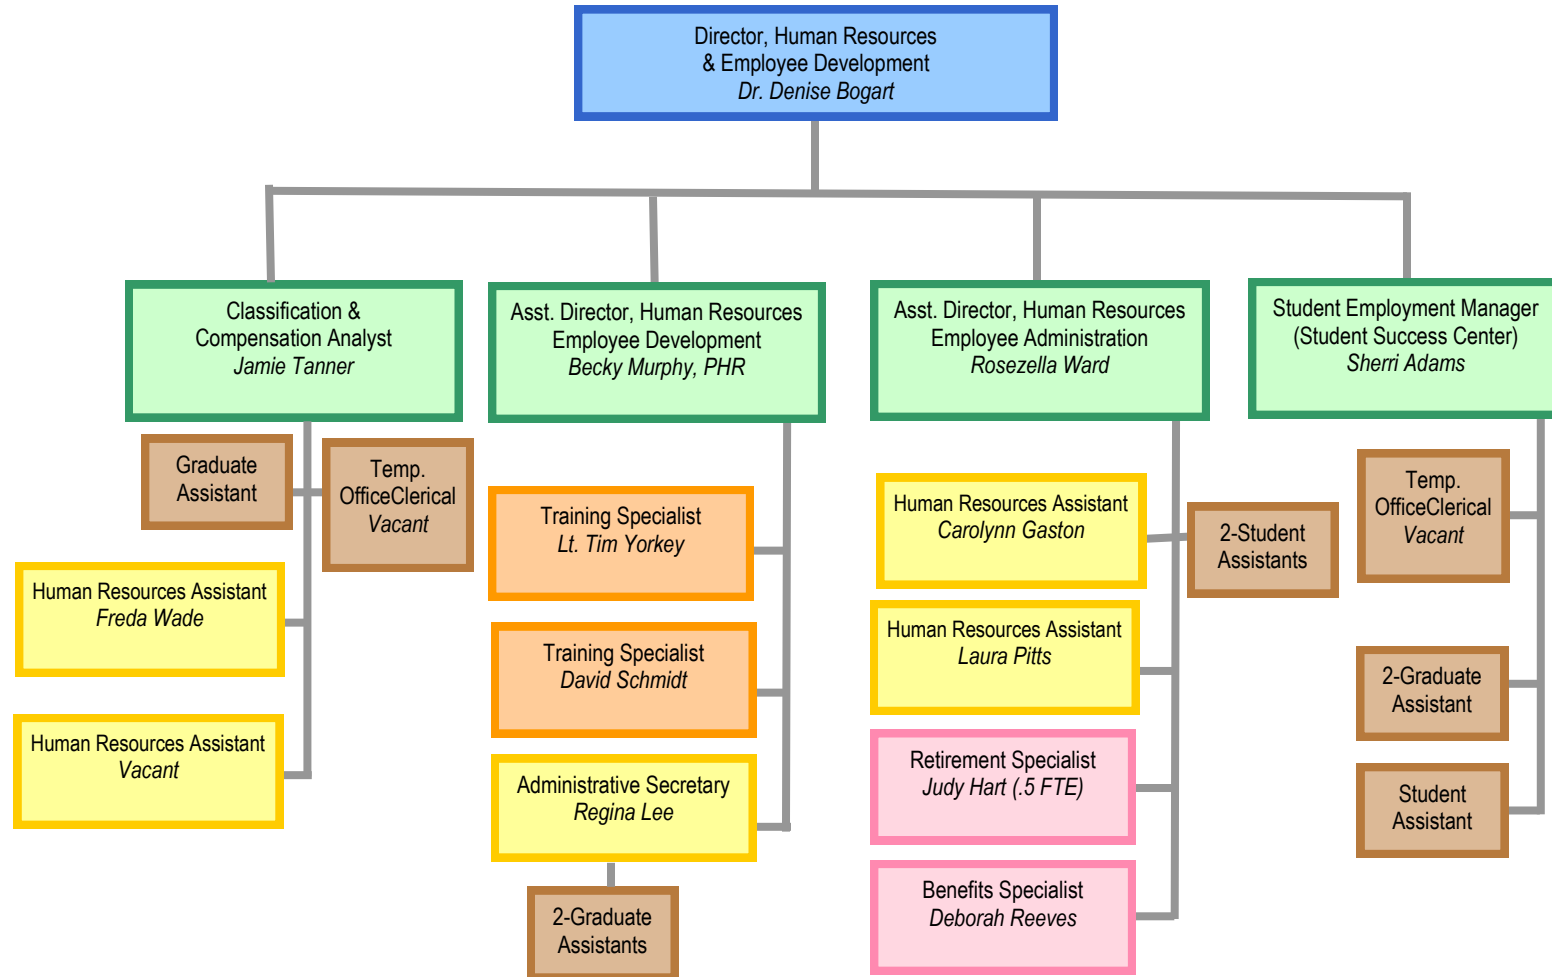 Director, Human Resources
& Employee Development
Dr. Denise Bogart
Classification &
Compensation Analyst
Jamie Tanner
Asst. Director, Human Resources
Employee Development
Becky Murphy, PHR
Asst. Director, Human Resources
Employee Administration
Rosezella Ward
Student Employment Manager
(Student Success Center)
Sherri Adams
Graduate
Assistant
Temp.
OfficeClerical
Vacant
Human Resources Assistant
Freda Wade
Human Resources Assistant
Vacant
Training Specialist
Lt. Tim Yorkey
Training Specialist
David Schmidt
Administrative Secretary
Regina Lee
2-Graduate
Assistants
Human Resources Assistant
Carolynn Gaston
2-Student
Assistants
Human Resources Assistant
Laura Pitts
Retirement Specialist
Judy Hart (.5 FTE)
Benefits Specialist
Deborah Reeves
Temp.
OfficeClerical
Vacant
2-Graduate
Assistant
Student
Assistant